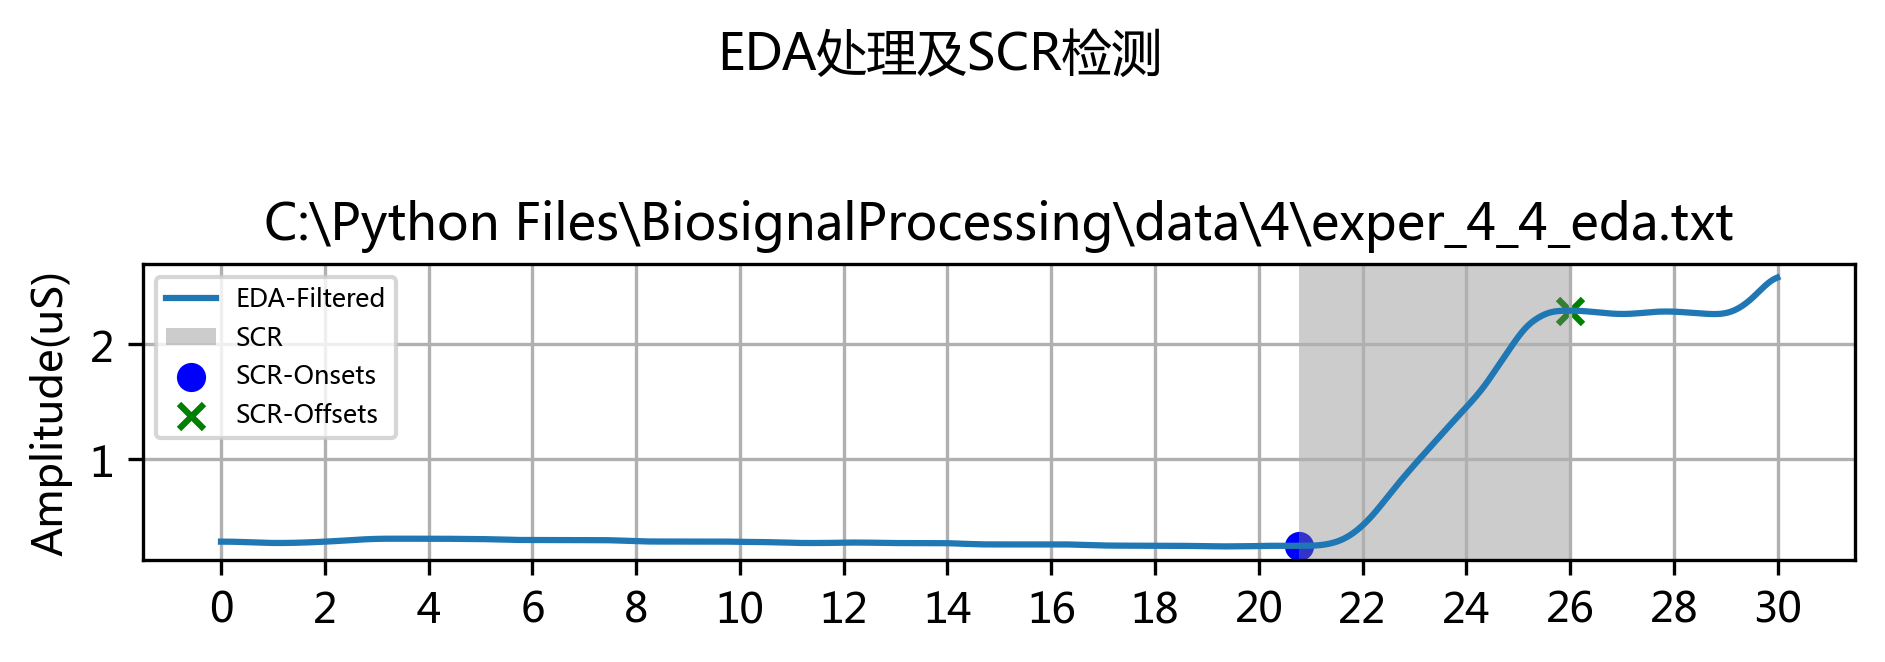 EDA处理及SCR检测
C:\Python Files\BiosignalProcessing\data\4\exper_4_4_eda.txt
Amplitude(uS)
2
1
EDA-Filtered
SCR
SCR-Onsets
SCR-Offsets
0 2 4 6 8 10 12 14 16 18 20 22 24 26 28 30